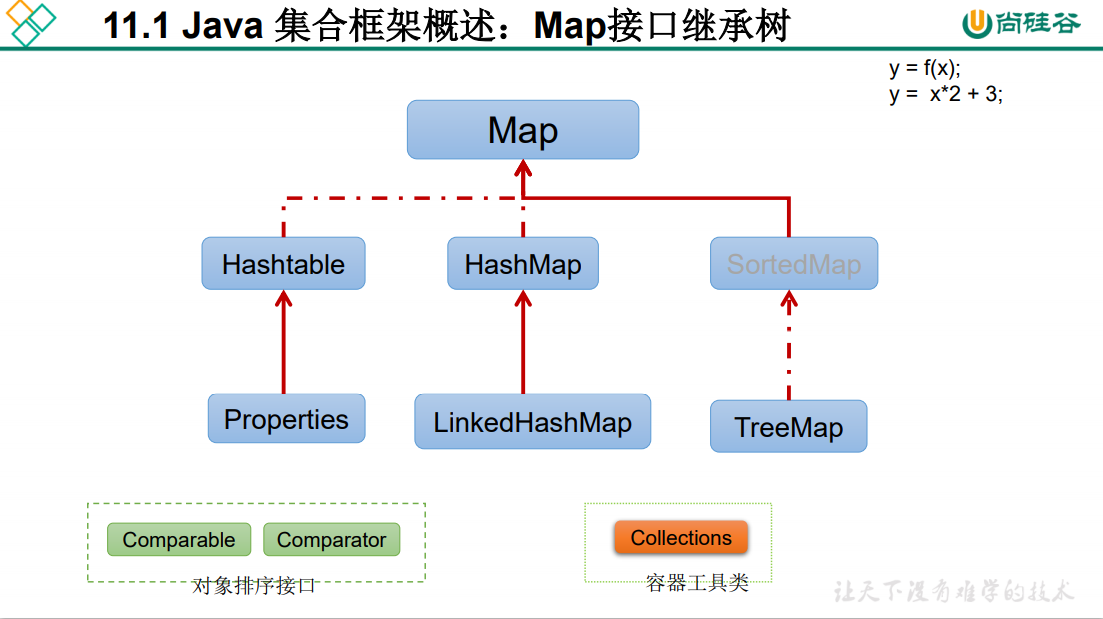 11.1 Java 集合框架概述：Map接口继承树
尚硅谷
y = f(x);
y = x*2 + 3;
Map
Hashtable
HashMap
SortedMap
Properties
LinkedHashMap
TreeMap
Comparable
Comparator
对象排序接口
Collections
容器工具类
让天下没有难学的技术